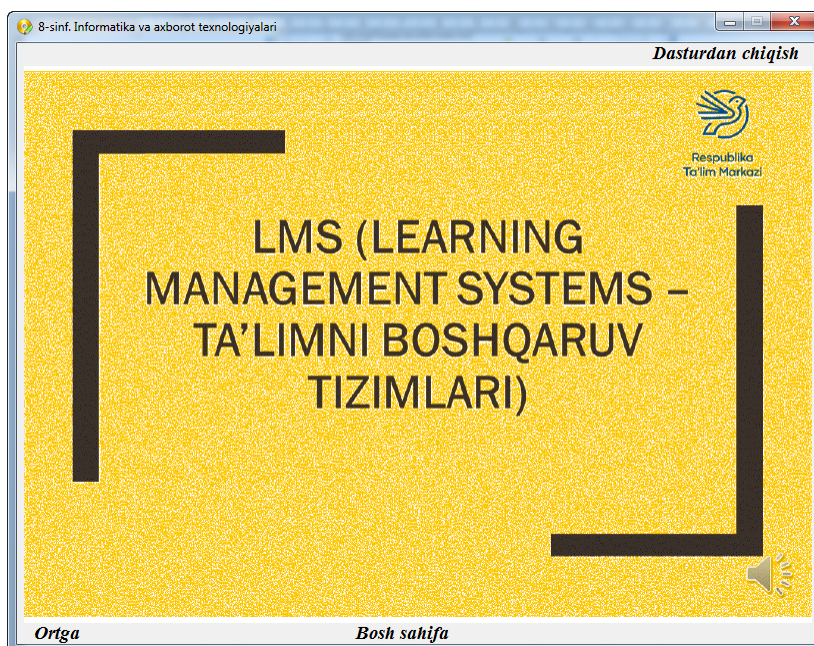 8-sinf. Informatika va axborot texnologiyalari
Dasturdan chiqish
Respublika
Ta'lim Markazi
LMS (LEARNING
MANAGEMENT SYSTEMS –
TA’LIMNI BOSHQARUV
TIZIMLARI)
Ortga
Bosh sahifa